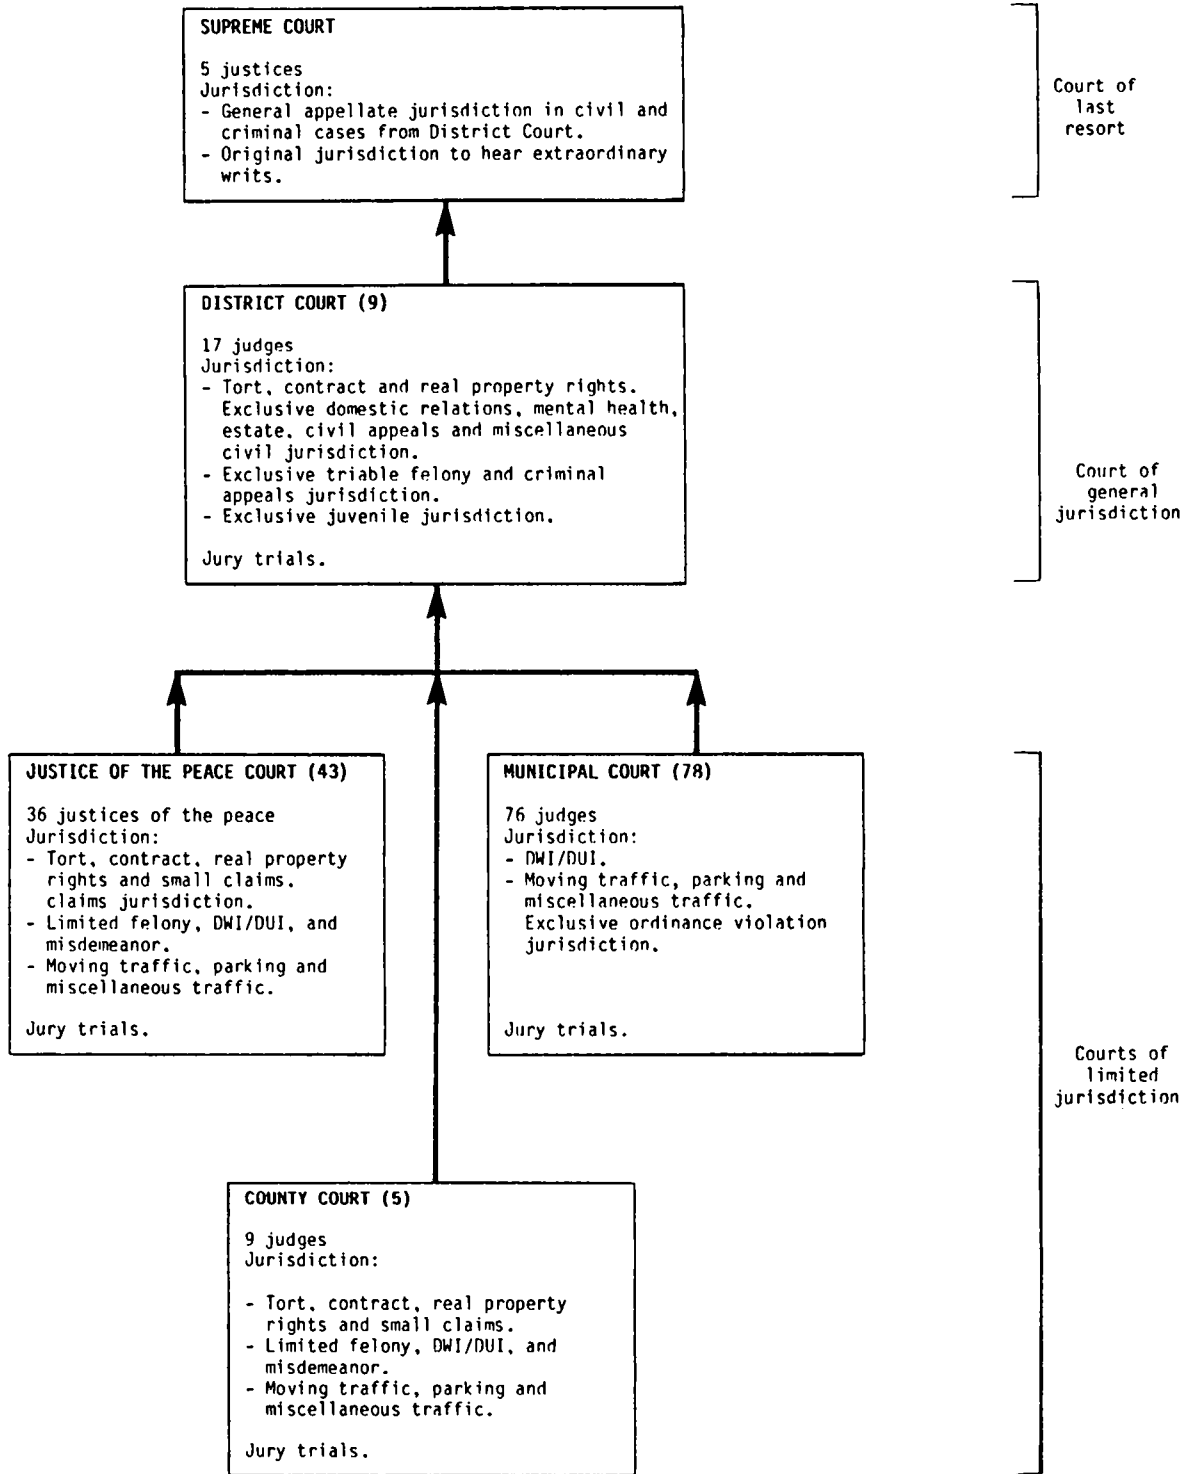 SUPREME COURT
5 justices
Jurisdiction:
- General appellate jurisdiction in civil and
criminal cases from District Court.
- Original jurisdiction to hear extraordinary
writs.
Court of
last
resort
DISTRICT COURT (9)
17 judges
Jurisdiction:
- Tort, contract and real property rights.
Exclusive domestic relations, mental health,
estate, civil appeals and miscellaneous
civil jurisdiction.
- Exclusive triable felony and criminal
appeals jurisdiction.
- Exclusive juvenile jurisdiction.
Jury trials.
Court of
general
jurisdiction
JUSTICE OF THE PEACE COURT (43)
36 justices of the peace
Jurisdiction:
- Tort, contract, real property
rights and small claims.
claims jurisdiction.
- Limited felony, DWI/DUI, and
misdemeanor.
- Moving traffic, parking and
miscellaneous traffic.
Jury trials.
MUNICIPAL COURT (78)
76 judges
Jurisdiction:
- DWI/DUI.
- Moving traffic, parking and
miscellaneous traffic.
Exclusive ordinance violation
jurisdiction.
Jury trials.
Courts of
limited
jurisdiction
COUNTY COURT (5)
9 judges
Jurisdiction:
- Tort, contract, real property
rights and small claims.
- Limited felony, DWI/DUI, and
misdemeanor.
- Moving traffic, parking and
miscellaneous traffic.
Jury trials.